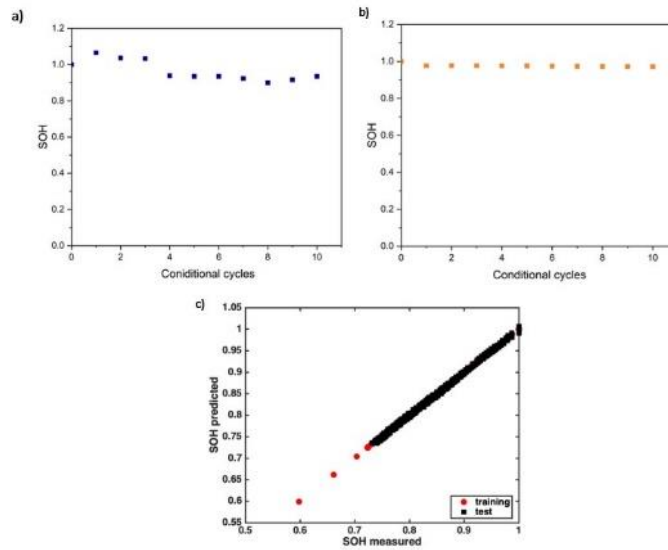 a)
1.2
1.0
0.8
0.6
0.4
0.2
0.0
SOH
0 2 4 6 8 10
Coniditional cycles
b)
1.2
1.0
0.8
0.6
0.4
0.2
0.0
SOH
0 2 4 6 8 10
Conditional cycles
c)
1.05
1
0.95
0.9
0.85
0.8
0.75
0.7
0.65
0.6
0.55
SOH predicted
training
test
0.5 0.6 0.7 0.8 0.9 1
SOH measured